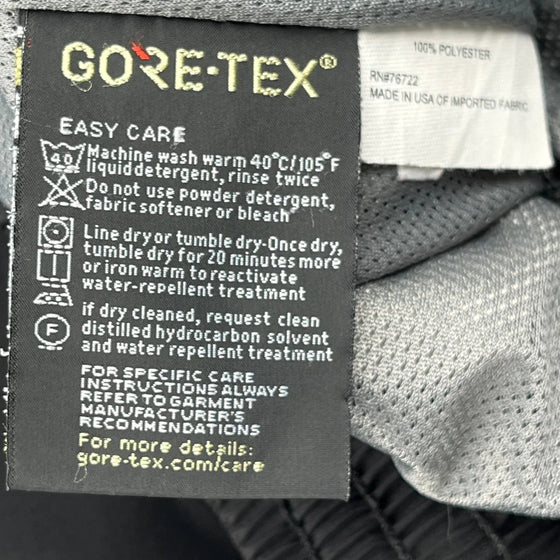 GORE-TEX®
EASY CARE
40
Machine wash warm 40°C/105°F
liquid detergent, rinse twice
Do not use powder detergent,
fabric softener or bleach
Line dry or tumble dry-Once dry,
tumble dry for 20 minutes more
or iron warm to reactivate
water-repellent treatment
F
if dry cleaned, request clean
distilled hydrocarbon solvent
and water repellent treatment
FOR SPECIFIC CARE
INSTRUCTIONS ALWAYS
REFER TO GARMENT
MANUFACTURER'S
RECOMMENDATIONS
For more details:
gore-tex.com/care
100% POLYESTER
RN#76722
MADE IN USA OF IMPORTED FABRIC